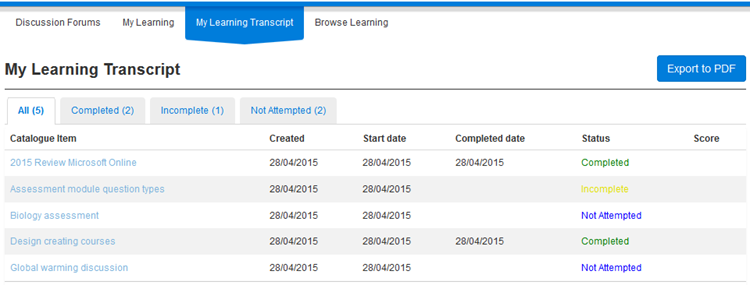 Discussion Forums My Learning My Learning Transcript Browse Learning
My Learning Transcript Export to PDF
All (5) Completed (2) Incomplete (1) Not Attempted (2)
Catalogue Item Created Start date Completed date Status Score
2015 Review Microsoft Online 28/04/2015 28/04/2015 28/04/2015 Completed
Assessment module question types 28/04/2015 28/04/2015 Incomplete
Biology assessment 28/04/2015 28/04/2015 Not Attempted
Design creating courses 28/04/2015 28/04/2015 28/04/2015 Completed
Global warming discussion 28/04/2015 28/04/2015 Not Attempted